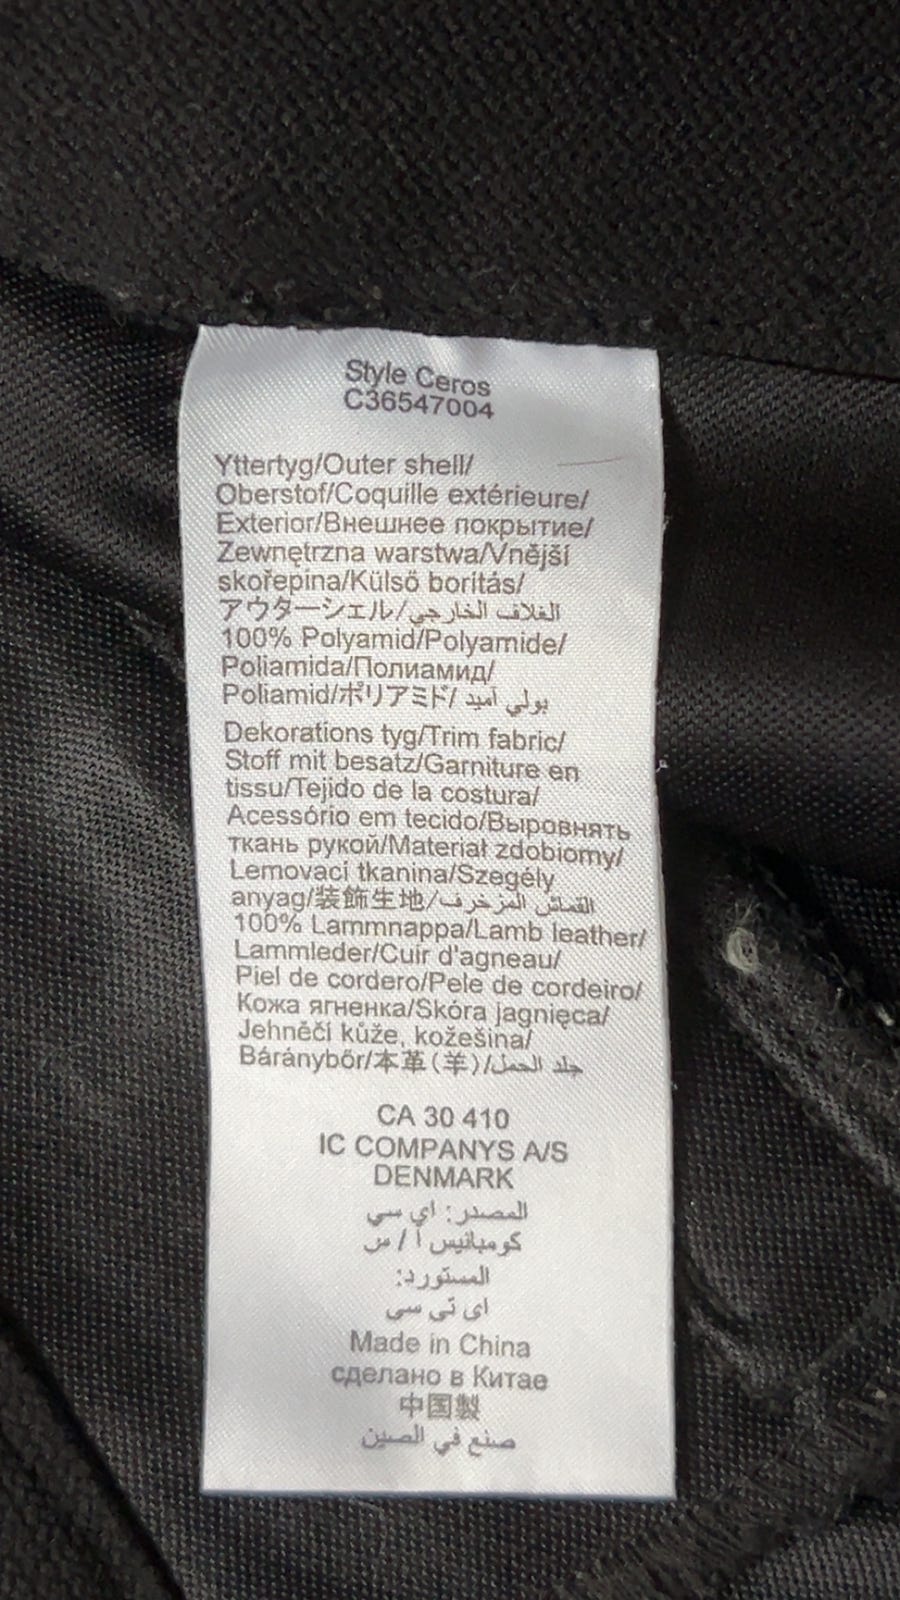 Style Ceros
C36547004
Yttertyg/Outer shell/
Oberstof/Coquille extérieure/
Exterior/Внешнее покрытие/
Zewnętrzna warstwa/Vnější
skořepina/Külsö boritás/
アウターシェル/الغلاف الخارجي
100% Polyamid/Polyamide/
Poliamida/Полиамид/
Poliamid/ポリアミド/بولي أميد
Dekorations tyg/Trim fabric/
Stoff mit besatz/Garniture en
tissu/Tejido de la costura/
Acessório em tecido/Выровнять
ткань рукой/Materiał zdobiomy/
Lemovací tkanina/Szegély
anyag/装飾生地/القماش المزخرف
100% Lammnappa/Lamb leather/
Lammleder/Cuir d'agneau/
Piel de cordero/Pele de cordeiro/
Кожа ягненка/Skóra jagnięca/
Jehněčí kůže, kožešina/
Báránybőr/本革(羊)/جلد الحمل
CA 30 410
IC COMPANYS A/S
DENMARK
المصدر: اي سي
كومبانيس أ / س
المستورد:
اى تى سى
Made in China
сделано в Китае
中国製
صنع في الصين